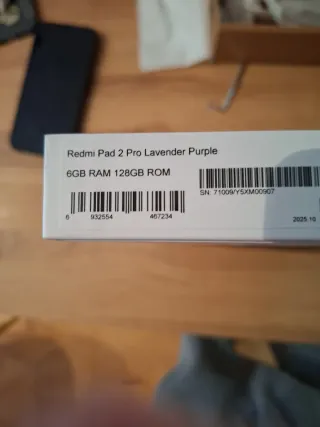 Redmi Pad 2 Pro Lavender Purple
6GB RAM 128GB ROM
SN: 71009/Y5XM00907
6 932554 467234
2025.10